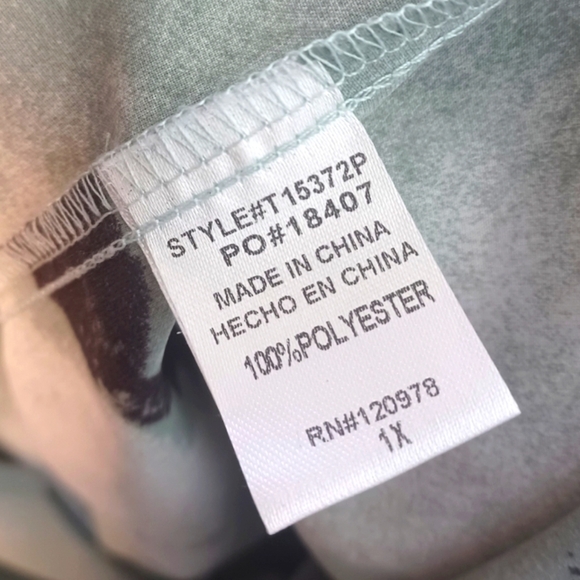 STYLE#T15372P
PO#18407
MADE IN CHINA
HECHO EN CHINA
100%POLYESTER
RN#120978
1X